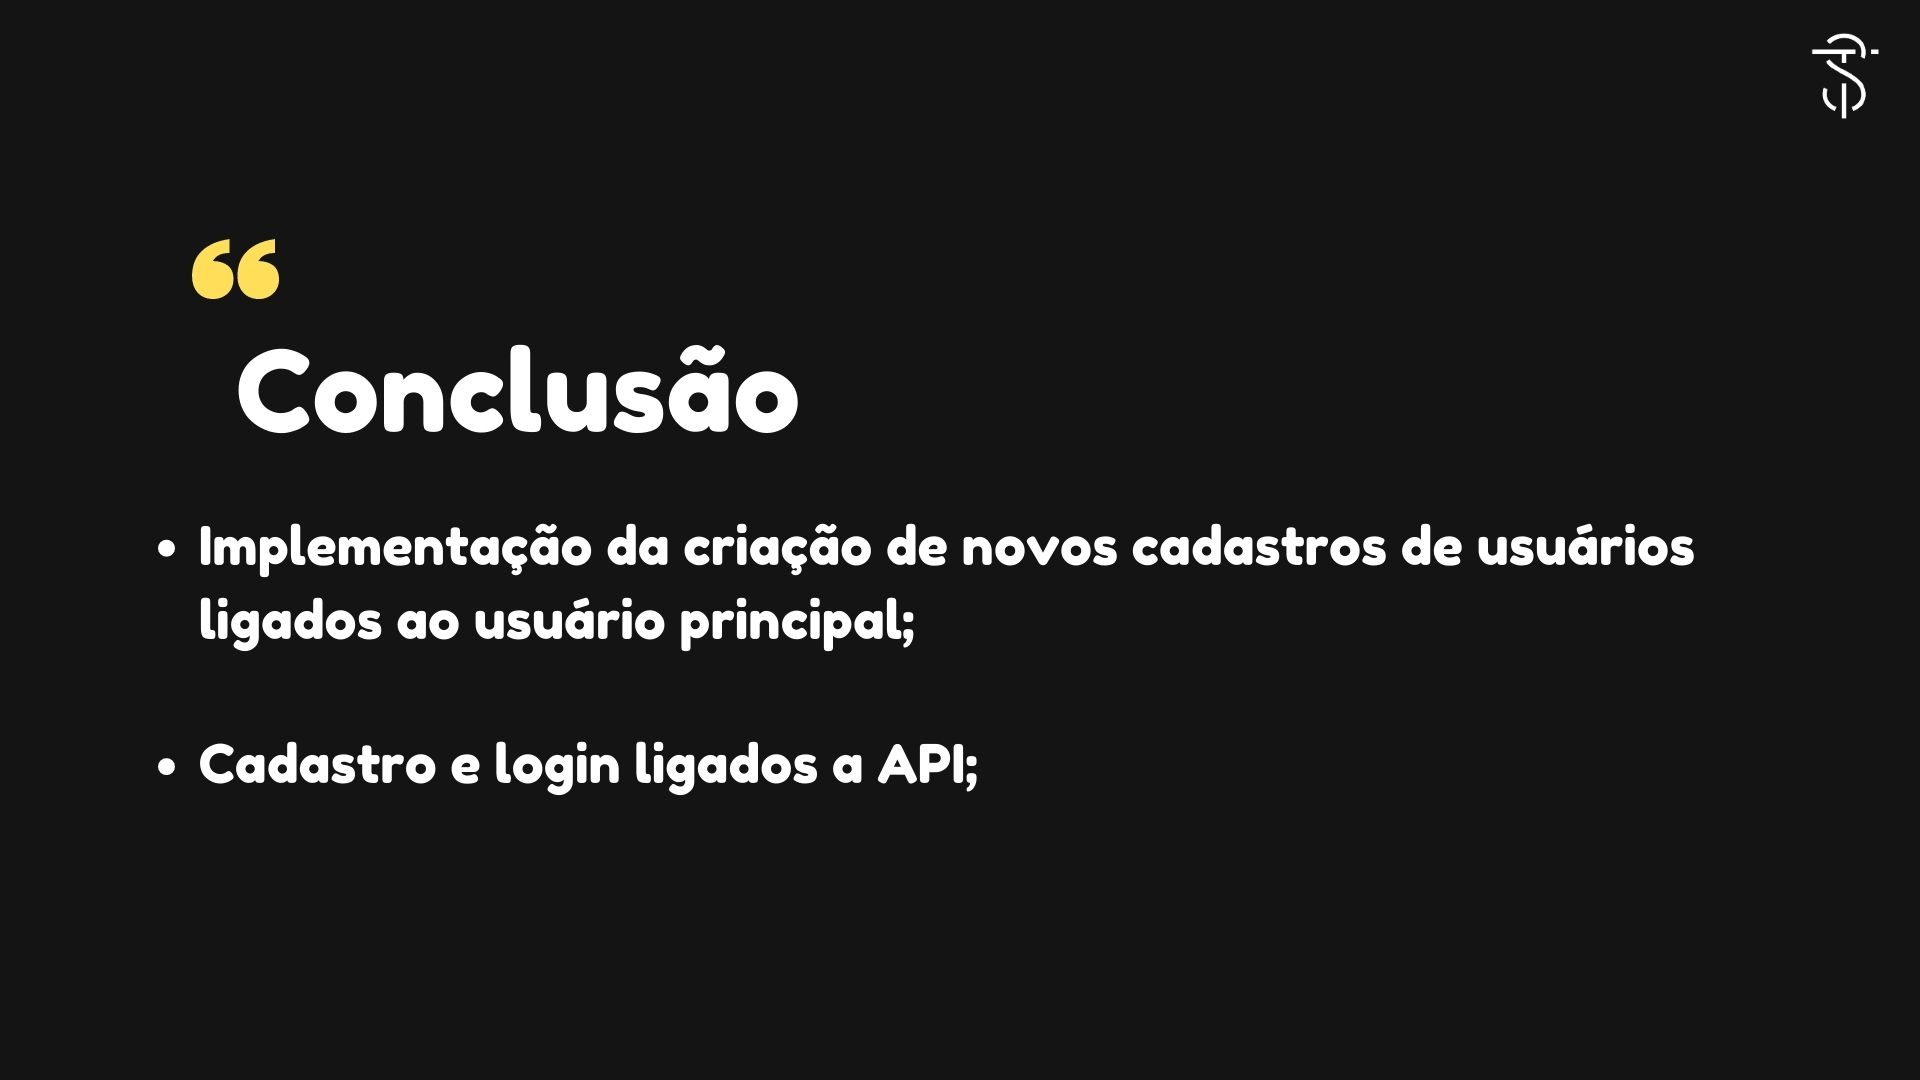 “
Conclusão
• Implementação da criação de novos cadastros de usuários
ligados ao usuário principal;
• Cadastro e login ligados a API;